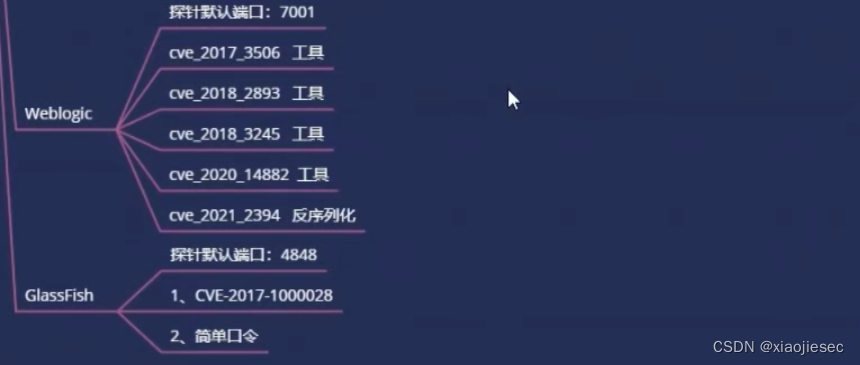 探针默认端口：7001
cve_2017_3506 工具
cve_2018_2893 工具
Weblogic
cve_2018_3245 工具
cve_2020_14882 工具
cve_2021_2394 反序列化
探针默认端口：4848
GlassFish
1、CVE-2017-1000028
2、简单口令
CSDN @xiaojiesec